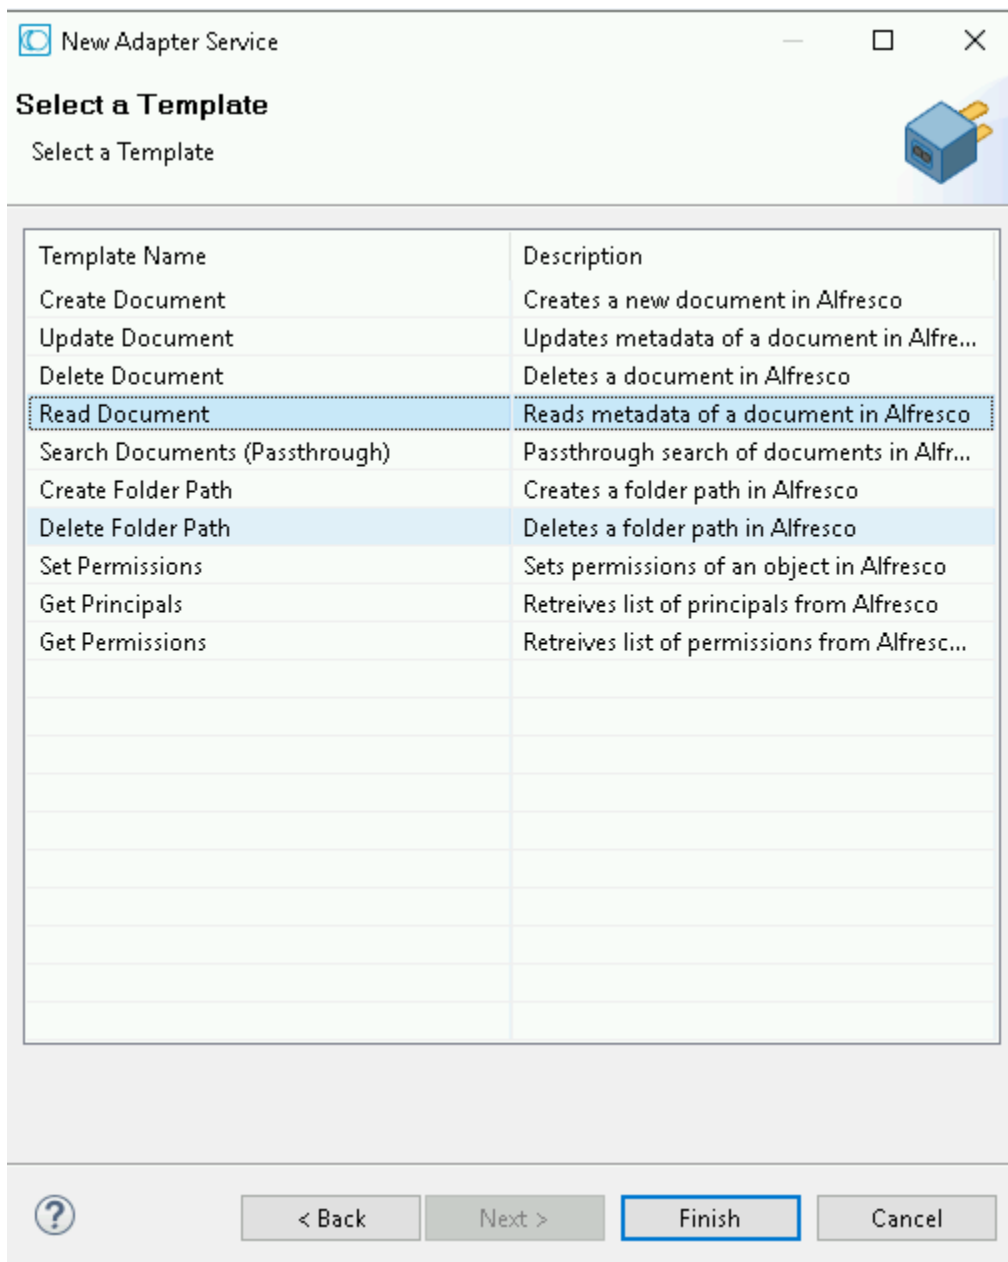 New Adapter Service
Select a Template
Select a Template
Template Name Description
Create Document Creates a new document in Alfresco
Update Document Updates metadata of a document in Alfre...
Delete Document Deletes a document in Alfresco
Read Document Reads metadata of a document in Alfresco
Search Documents (Passthrough) Passthrough search of documents in Alfr...
Create Folder Path Creates a folder path in Alfresco
Delete Folder Path Deletes a folder path in Alfresco
Set Permissions Sets permissions of an object in Alfresco
Get Principals Retreives list of principals from Alfresco
Get Permissions Retreives list of permissions from Alfresc...
? < Back Next > Finish Cancel